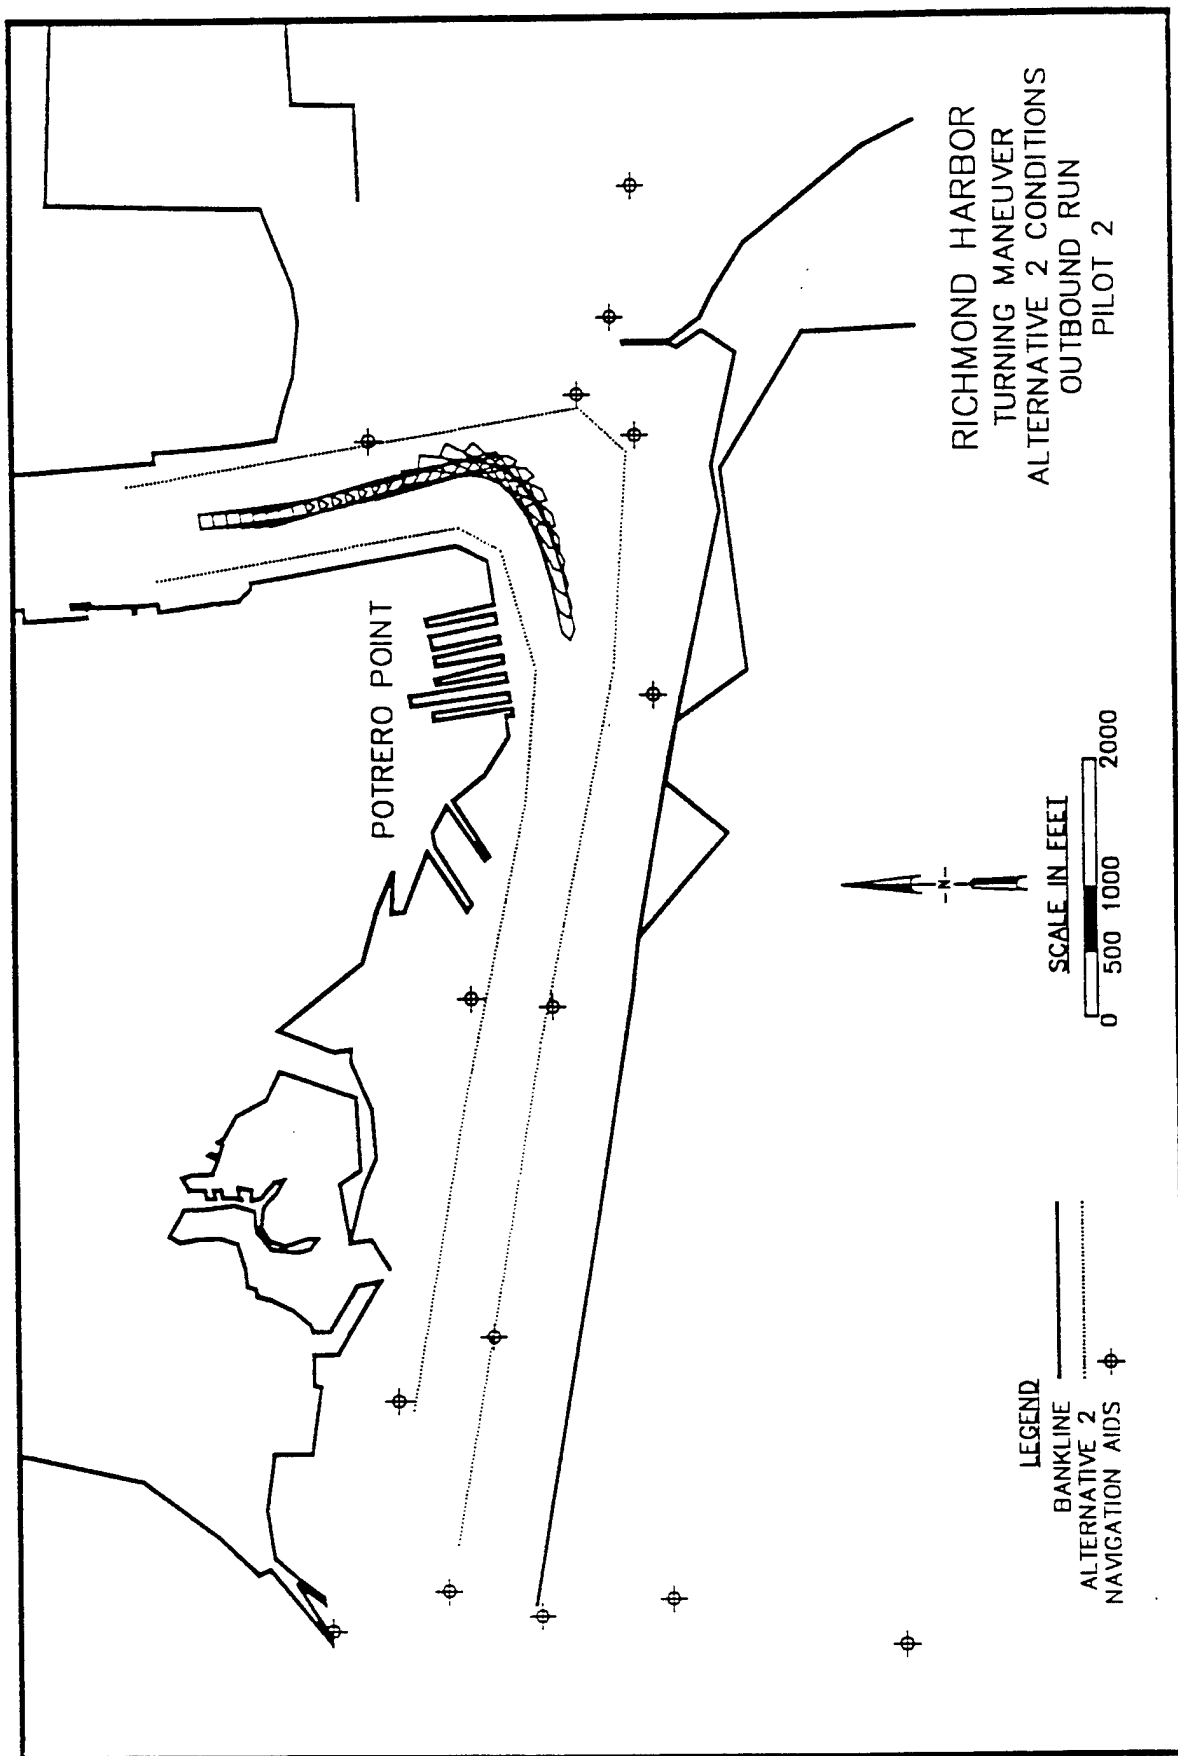 POTRERO POINT
RICHMOND HARBOR
TURNING MANEUVER
ALTERNATIVE 2 CONDITIONS
OUTBOUND RUN
PILOT 2
-N-
SCALE IN FEET
0 500 1000 2000
LEGEND
BANKLINE
ALTERNATIVE 2
NAVIGATION AIDS